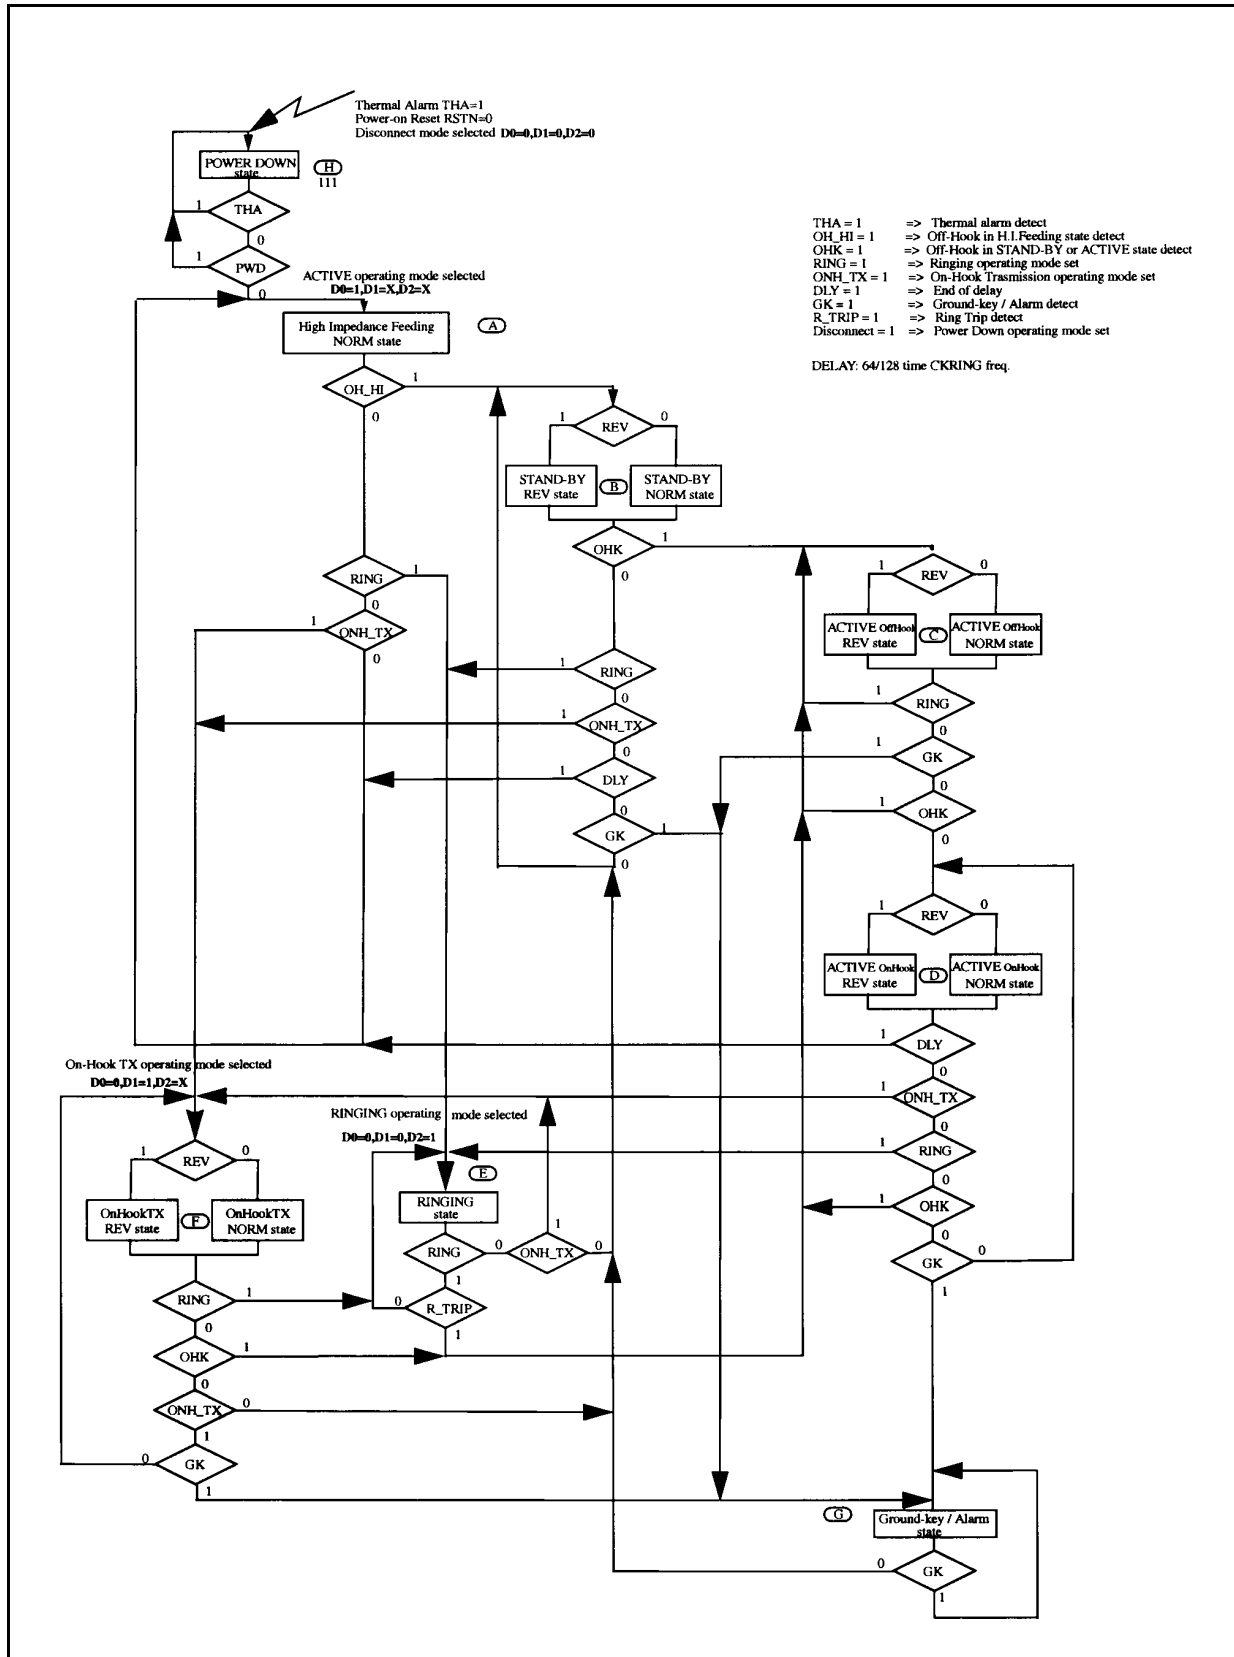 Thermal Alarm THA=1
Power-on Reset RSTN=0
Disconnect mode selected D0=0,D1=0,D2=0
POWER DOWN
state
H
111
1
THA
0
1
PWD
0
ACTIVE operating mode selected
D0=1,D1=X,D2=X
THA = 1 => Thermal alarm detect
OH_HI = 1 => Off-Hook in H.I.Feeding state detect
OHK = 1 => Off-Hook in STAND-BY or ACTIVE state detect
RING = 1 => Ringing operating mode set
ONH_TX = 1 => On-Hook Trasmission operating mode set
DLY = 1 => End of delay
GK = 1 => Ground-key / Alarm detect
R_TRIP = 1 => Ring Trip detect
Disconnect = 1 => Power Down operating mode set
DELAY: 64/128 time CKRING freq.
High Impedance Feeding
NORM state
A
OH_HI
1
0
RING
1
0
1
ONH_TX
0
1
REV
0
STAND-BY
REV state
B
STAND-BY
NORM state
OHK
1
0
1
RING
0
1
ONH_TX
0
1
DLY
0
GK
1
0
1
REV
0
ACTIVE OffHook
REV state
C
ACTIVE OffHook
NORM state
1
RING
0
1
GK
0
1
OHK
0
1
REV
0
ACTIVE OnHook
REV state
D
ACTIVE OnHook
NORM state
1
DLY
0
1
ONH_TX
0
1
RING
0
1
OHK
0
GK
0
1
On-Hook TX operating mode selected
D0=0,D1=1,D2=X
1
REV
0
OnHookTX
REV state
F
OnHookTX
NORM state
RING
1
0
OHK
1
0
ONH_TX
0
1
0
GK
1
RINGING operating mode selected
D0=0,D1=0,D2=1
E
RINGING
state
RING
0
1
1
ONH_TX
0
0
R_TRIP
1
G
Ground-key / Alarm
state
0
GK
1